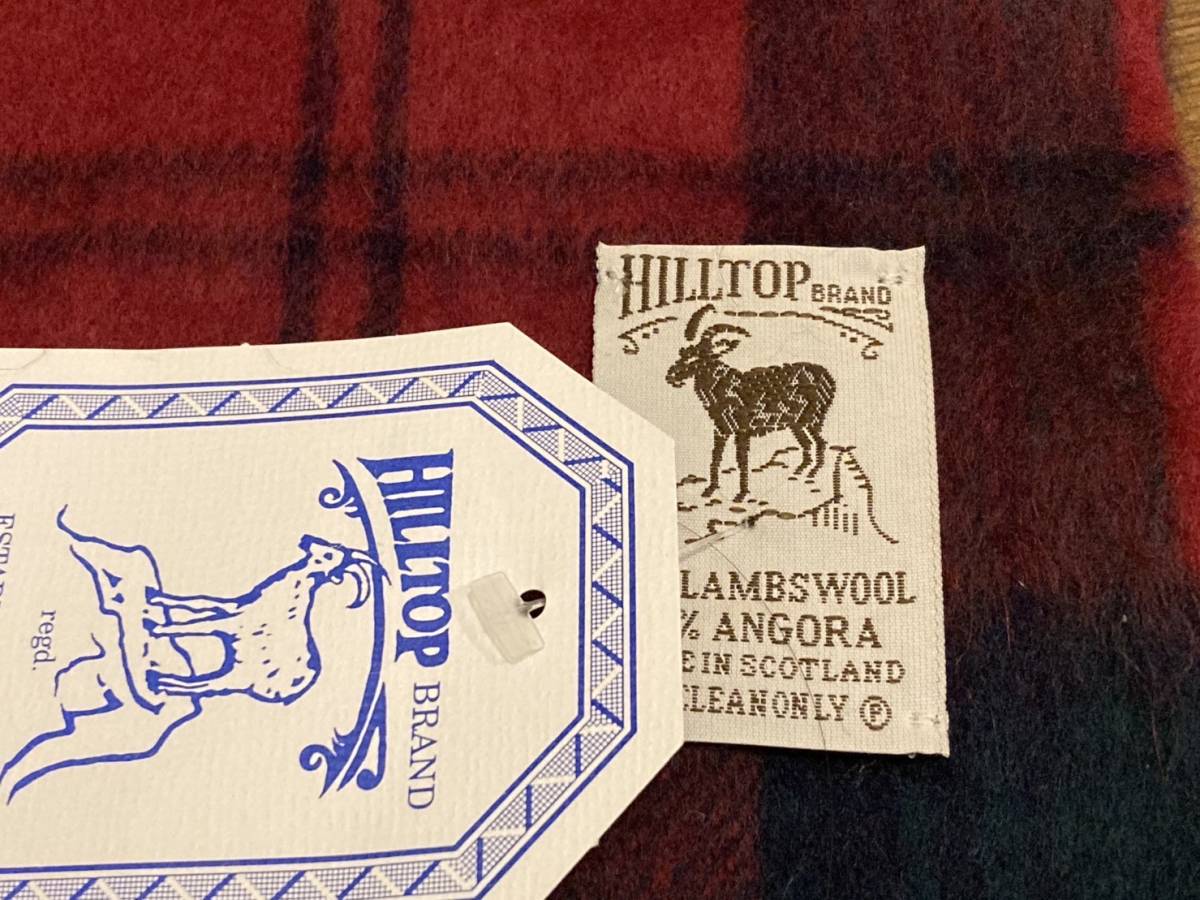 HILLTOP BRAND
LAMBSWOOL
% ANGORA
E IN SCOTLAND
CLEAN ONLY Ⓟ
HILLTOP BRAND
regd.